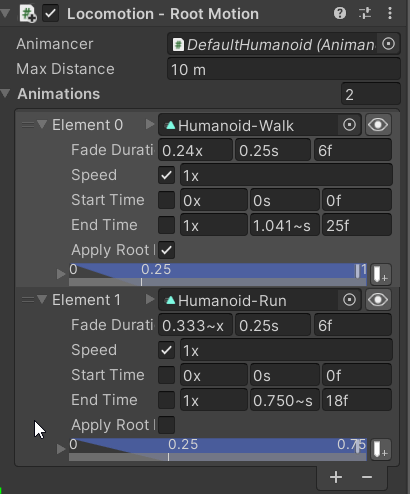 Locomotion - Root Motion
Animancer DefaultHumanoid (Animan
Max Distance 10 m
Animations 2
Element 0 Humanoid-Walk
Fade Durati 0.24x 0.25s 6f
Speed 1x
Start Time 0x 0s 0f
End Time 1x 1.041~s 25f
Apply Root
0 0.25 1
Element 1 Humanoid-Run
Fade Durati 0.333~x 0.25s 6f
Speed 1x
Start Time 0x 0s 0f
End Time 1x 0.750~s 18f
Apply Root
0 0.25 0.75